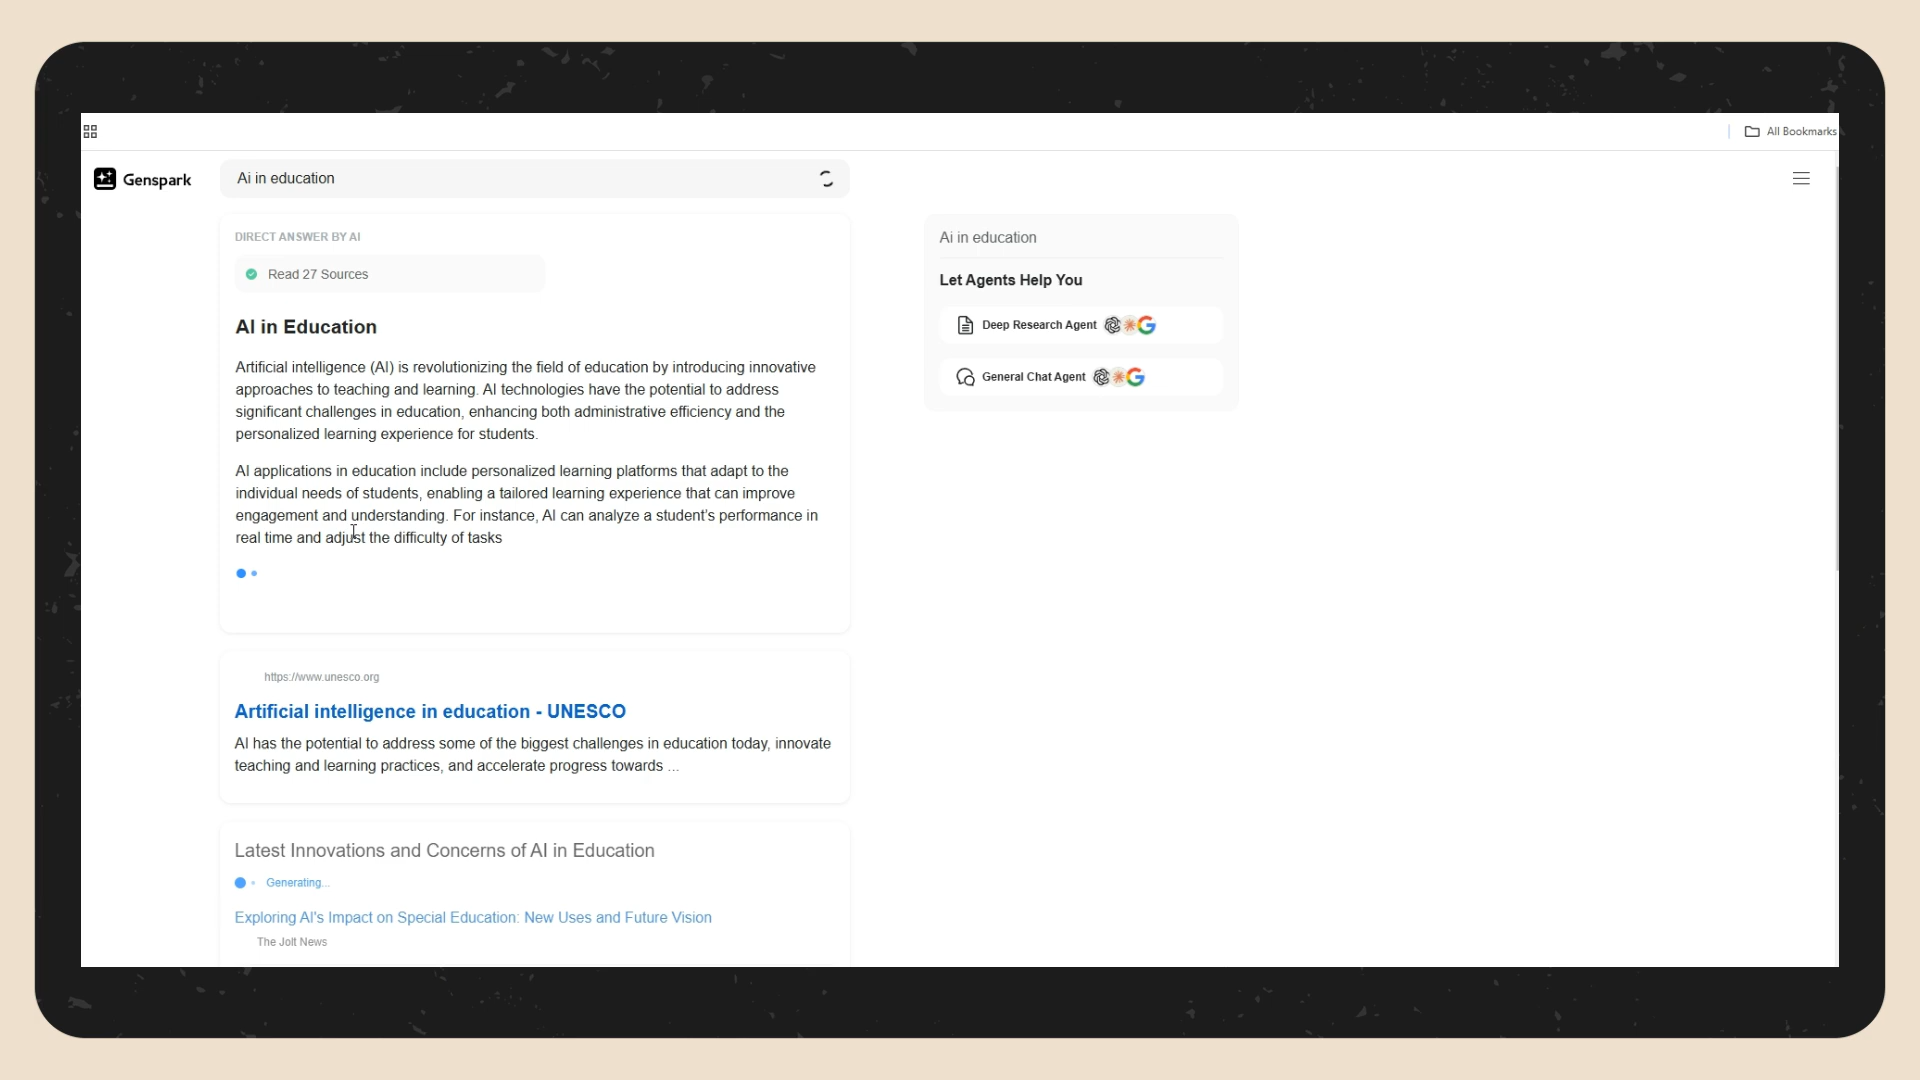 All Bookmarks
Genspark
Ai in education
DIRECT ANSWER BY AI
Read 27 Sources
AI in Education
Artificial intelligence (AI) is revolutionizing the field of education by introducing innovative
approaches to teaching and learning. AI technologies have the potential to address
significant challenges in education, enhancing both administrative efficiency and the
personalized learning experience for students.
AI applications in education include personalized learning platforms that adapt to the
individual needs of students, enabling a tailored learning experience that can improve
engagement and understanding. For instance, AI can analyze a student's performance in
real time and adjust the difficulty of tasks
https://www.unesco.org
Artificial intelligence in education - UNESCO
AI has the potential to address some of the biggest challenges in education today, innovate
teaching and learning practices, and accelerate progress towards ...
Latest Innovations and Concerns of AI in Education
Generating...
Exploring AI's Impact on Special Education: New Uses and Future Vision
The Jolt News
Ai in education
Let Agents Help You
Deep Research Agent
General Chat Agent